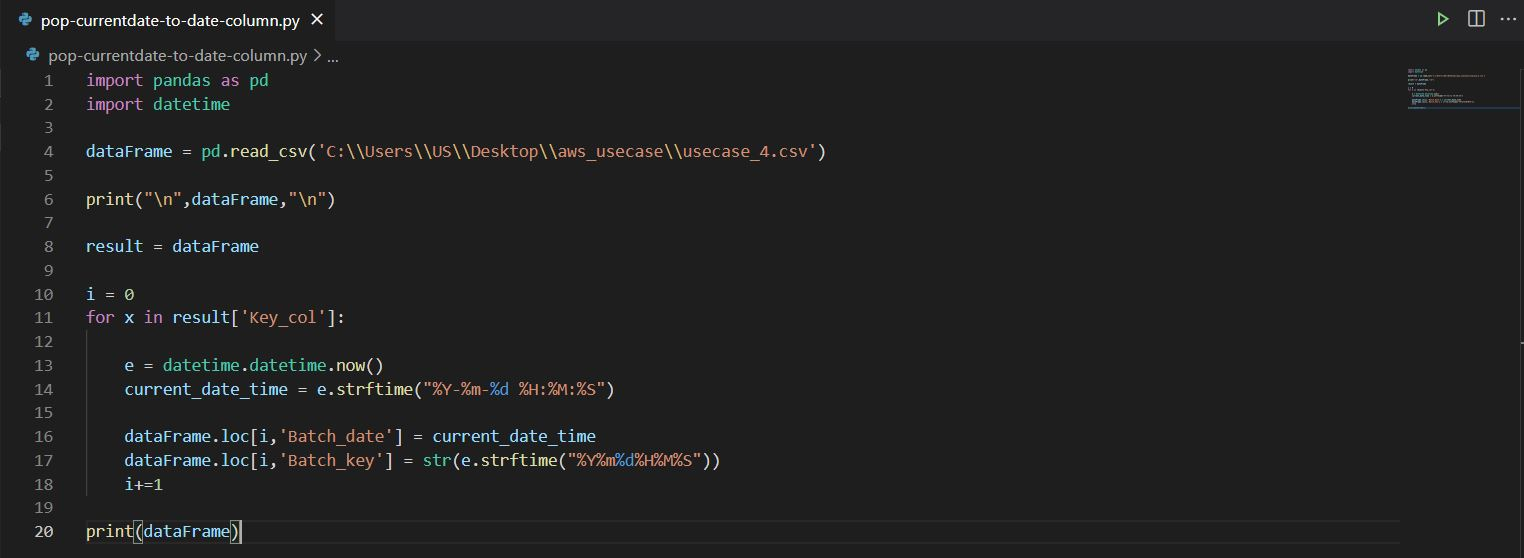 pop-currentdate-to-date-column.py ×
pop-currentdate-to-date-column.py > ...
1 import pandas as pd
2 import datetime
3
4 dataFrame = pd.read_csv('C:\\Users\\US\\Desktop\\aws_usecase\\usecase_4.csv')
5
6 print("\n",dataFrame,"\n")
7
8 result = dataFrame
9
10 i = 0
11 for x in result['Key_col']:
12
13     e = datetime.datetime.now()
14     current_date_time = e.strftime("%Y-%m-%d %H:%M:%S")
15
16     dataFrame.loc[i,'Batch_date'] = current_date_time
17     dataFrame.loc[i,'Batch_key'] = str(e.strftime("%Y%m%d%H%M%S"))
18     i+=1
19
20 print(dataFrame)